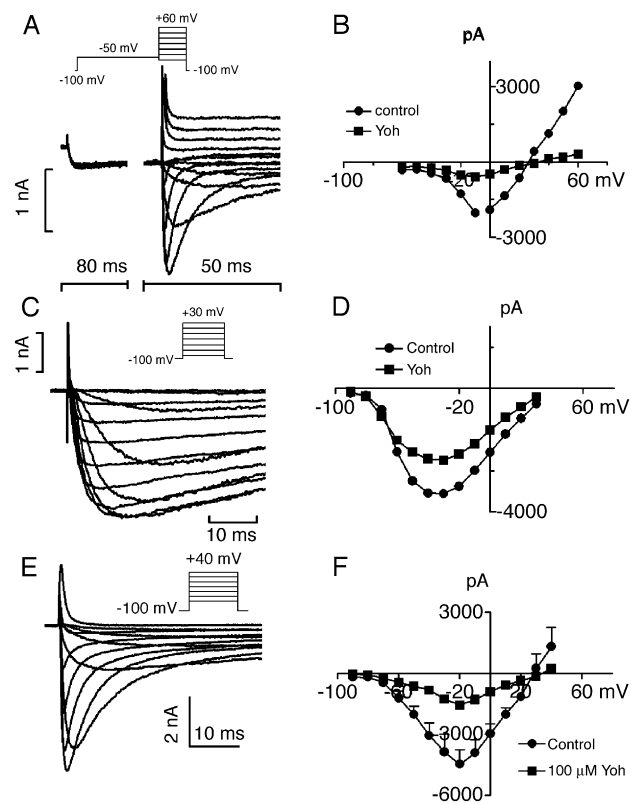 A
+60 mV
-50 mV
-100 mV
-100 mV
1 nA
80 ms
50 ms
B
pA
3000
control
Yoh
-100
-20
60 mV
-3000
C
1 nA
+30 mV
-100 mV
10 ms
D
pA
Control
Yoh
-100
-20
60 mV
-4000
E
+40 mV
-100 mV
2 nA
10 ms
F
pA
3000
-100
-60
-20
20
60 mV
-3000
Control
100 µM Yoh
-6000